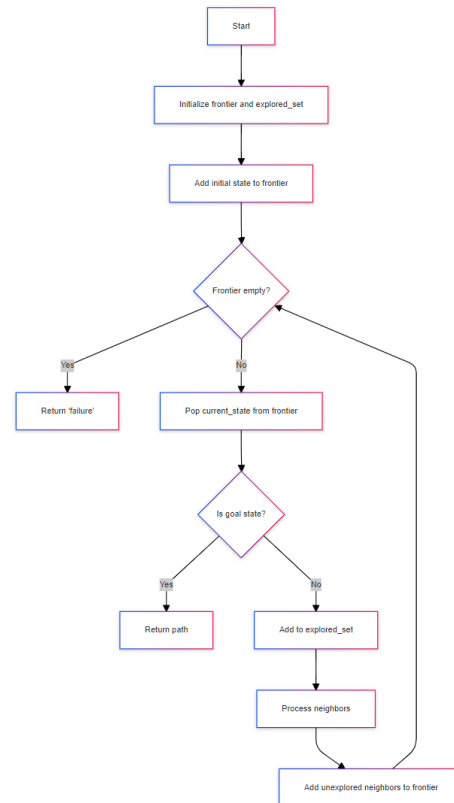 Start
Initialize frontier and explored_set
Add initial state to frontier
Frontier empty?
Yes
No
Return 'failure'
Pop current_state from frontier
Is goal state?
Yes
No
Return path
Add to explored_set
Process neighbors
Add unexplored neighbors to frontier